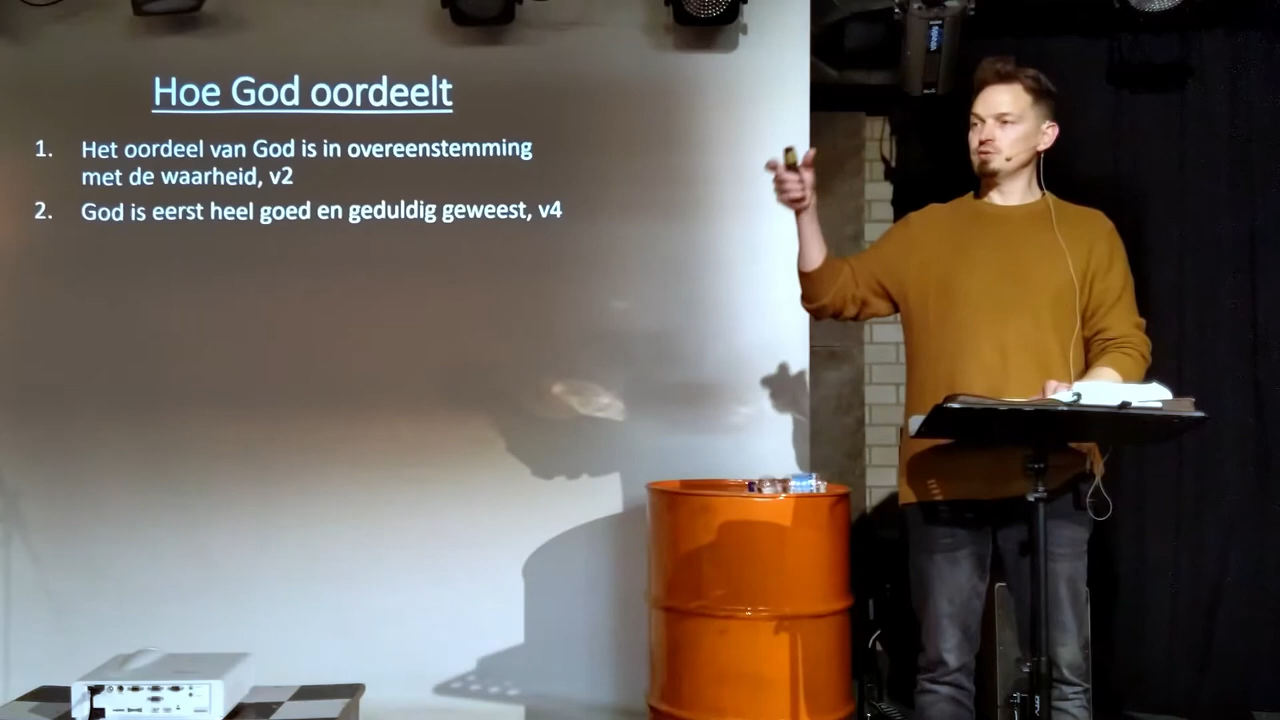 Hoe God oordeelt
1. Het oordeel van God is in overeenstemming
met de waarheid, v2
2. God is eerst heel goed en geduldig geweest, v4